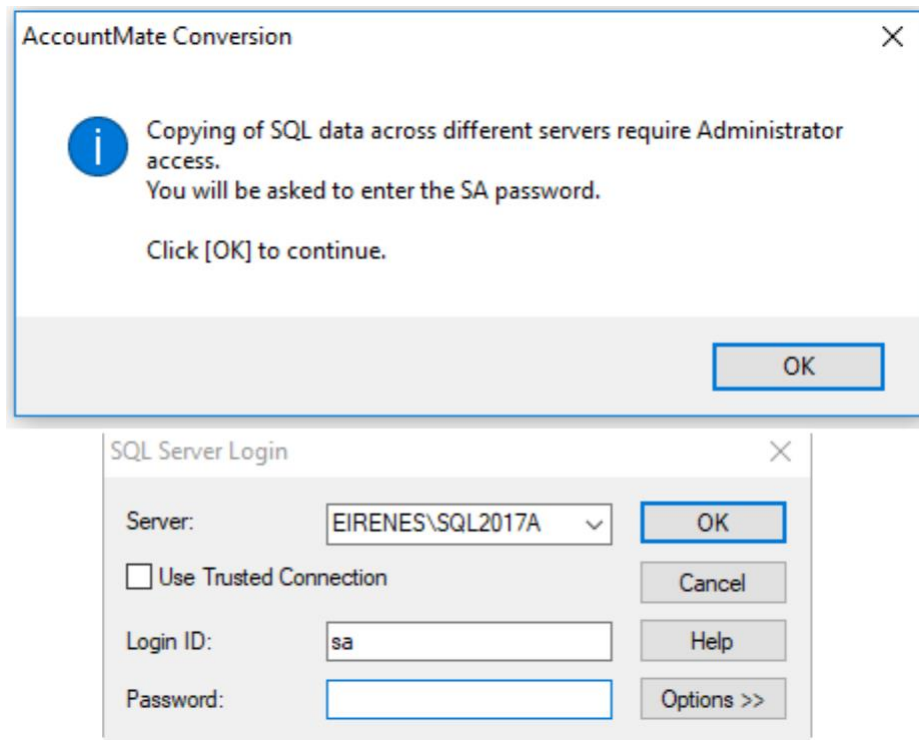 AccountMate Conversion
Copying of SQL data across different servers require Administrator
access.
You will be asked to enter the SA password.
Click [OK] to continue.
OK
SQL Server Login
Server: EIRENES\SQL2017A OK
Use Trusted Connection Cancel
Login ID: sa Help
Password: Options >>